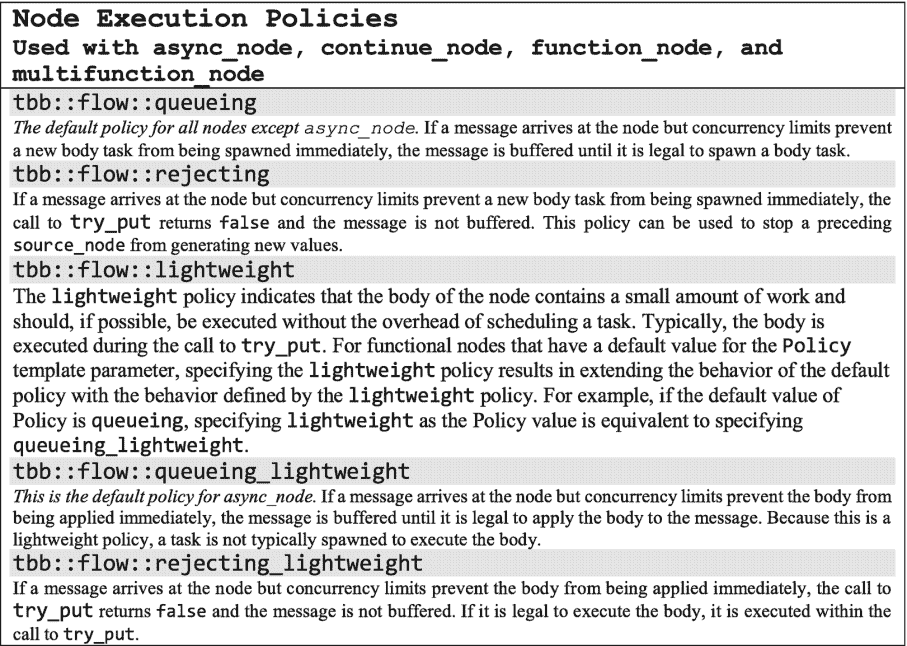 Node Execution Policies
Used with async_node, continue_node, function_node, and
multifunction_node
tbb::flow::queueing
The default policy for all nodes except async_node. If a message arrives at the node but concurrency limits prevent
a new body task from being spawned immediately, the message is buffered until it is legal to spawn a body task.
tbb::flow::rejecting
If a message arrives at the node but concurrency limits prevent a new body task from being spawned immediately, the
call to try_put returns false and the message is not buffered. This policy can be used to stop a preceding
source_node from generating new values.
tbb::flow::lightweight
The lightweight policy indicates that the body of the node contains a small amount of work and
should, if possible, be executed without the overhead of scheduling a task. Typically, the body is
executed during the call to try_put. For functional nodes that have a default value for the Policy
template parameter, specifying the lightweight policy results in extending the behavior of the default
policy with the behavior defined by the lightweight policy. For example, if the default value of
Policy is queueing, specifying lightweight as the Policy value is equivalent to specifying
queueing_lightweight.
tbb::flow::queueing_lightweight
This is the default policy for async_node. If a message arrives at the node but concurrency limits prevent the body from
being applied immediately, the message is buffered until it is legal to apply the body to the message. Because this is a
lightweight policy, a task is not typically spawned to execute the body.
tbb::flow::rejecting_lightweight
If a message arrives at the node but concurrency limits prevent the body from being applied immediately, the call to
try_put returns false and the message is not buffered. If it is legal to execute the body, it is executed within the
call to try_put.